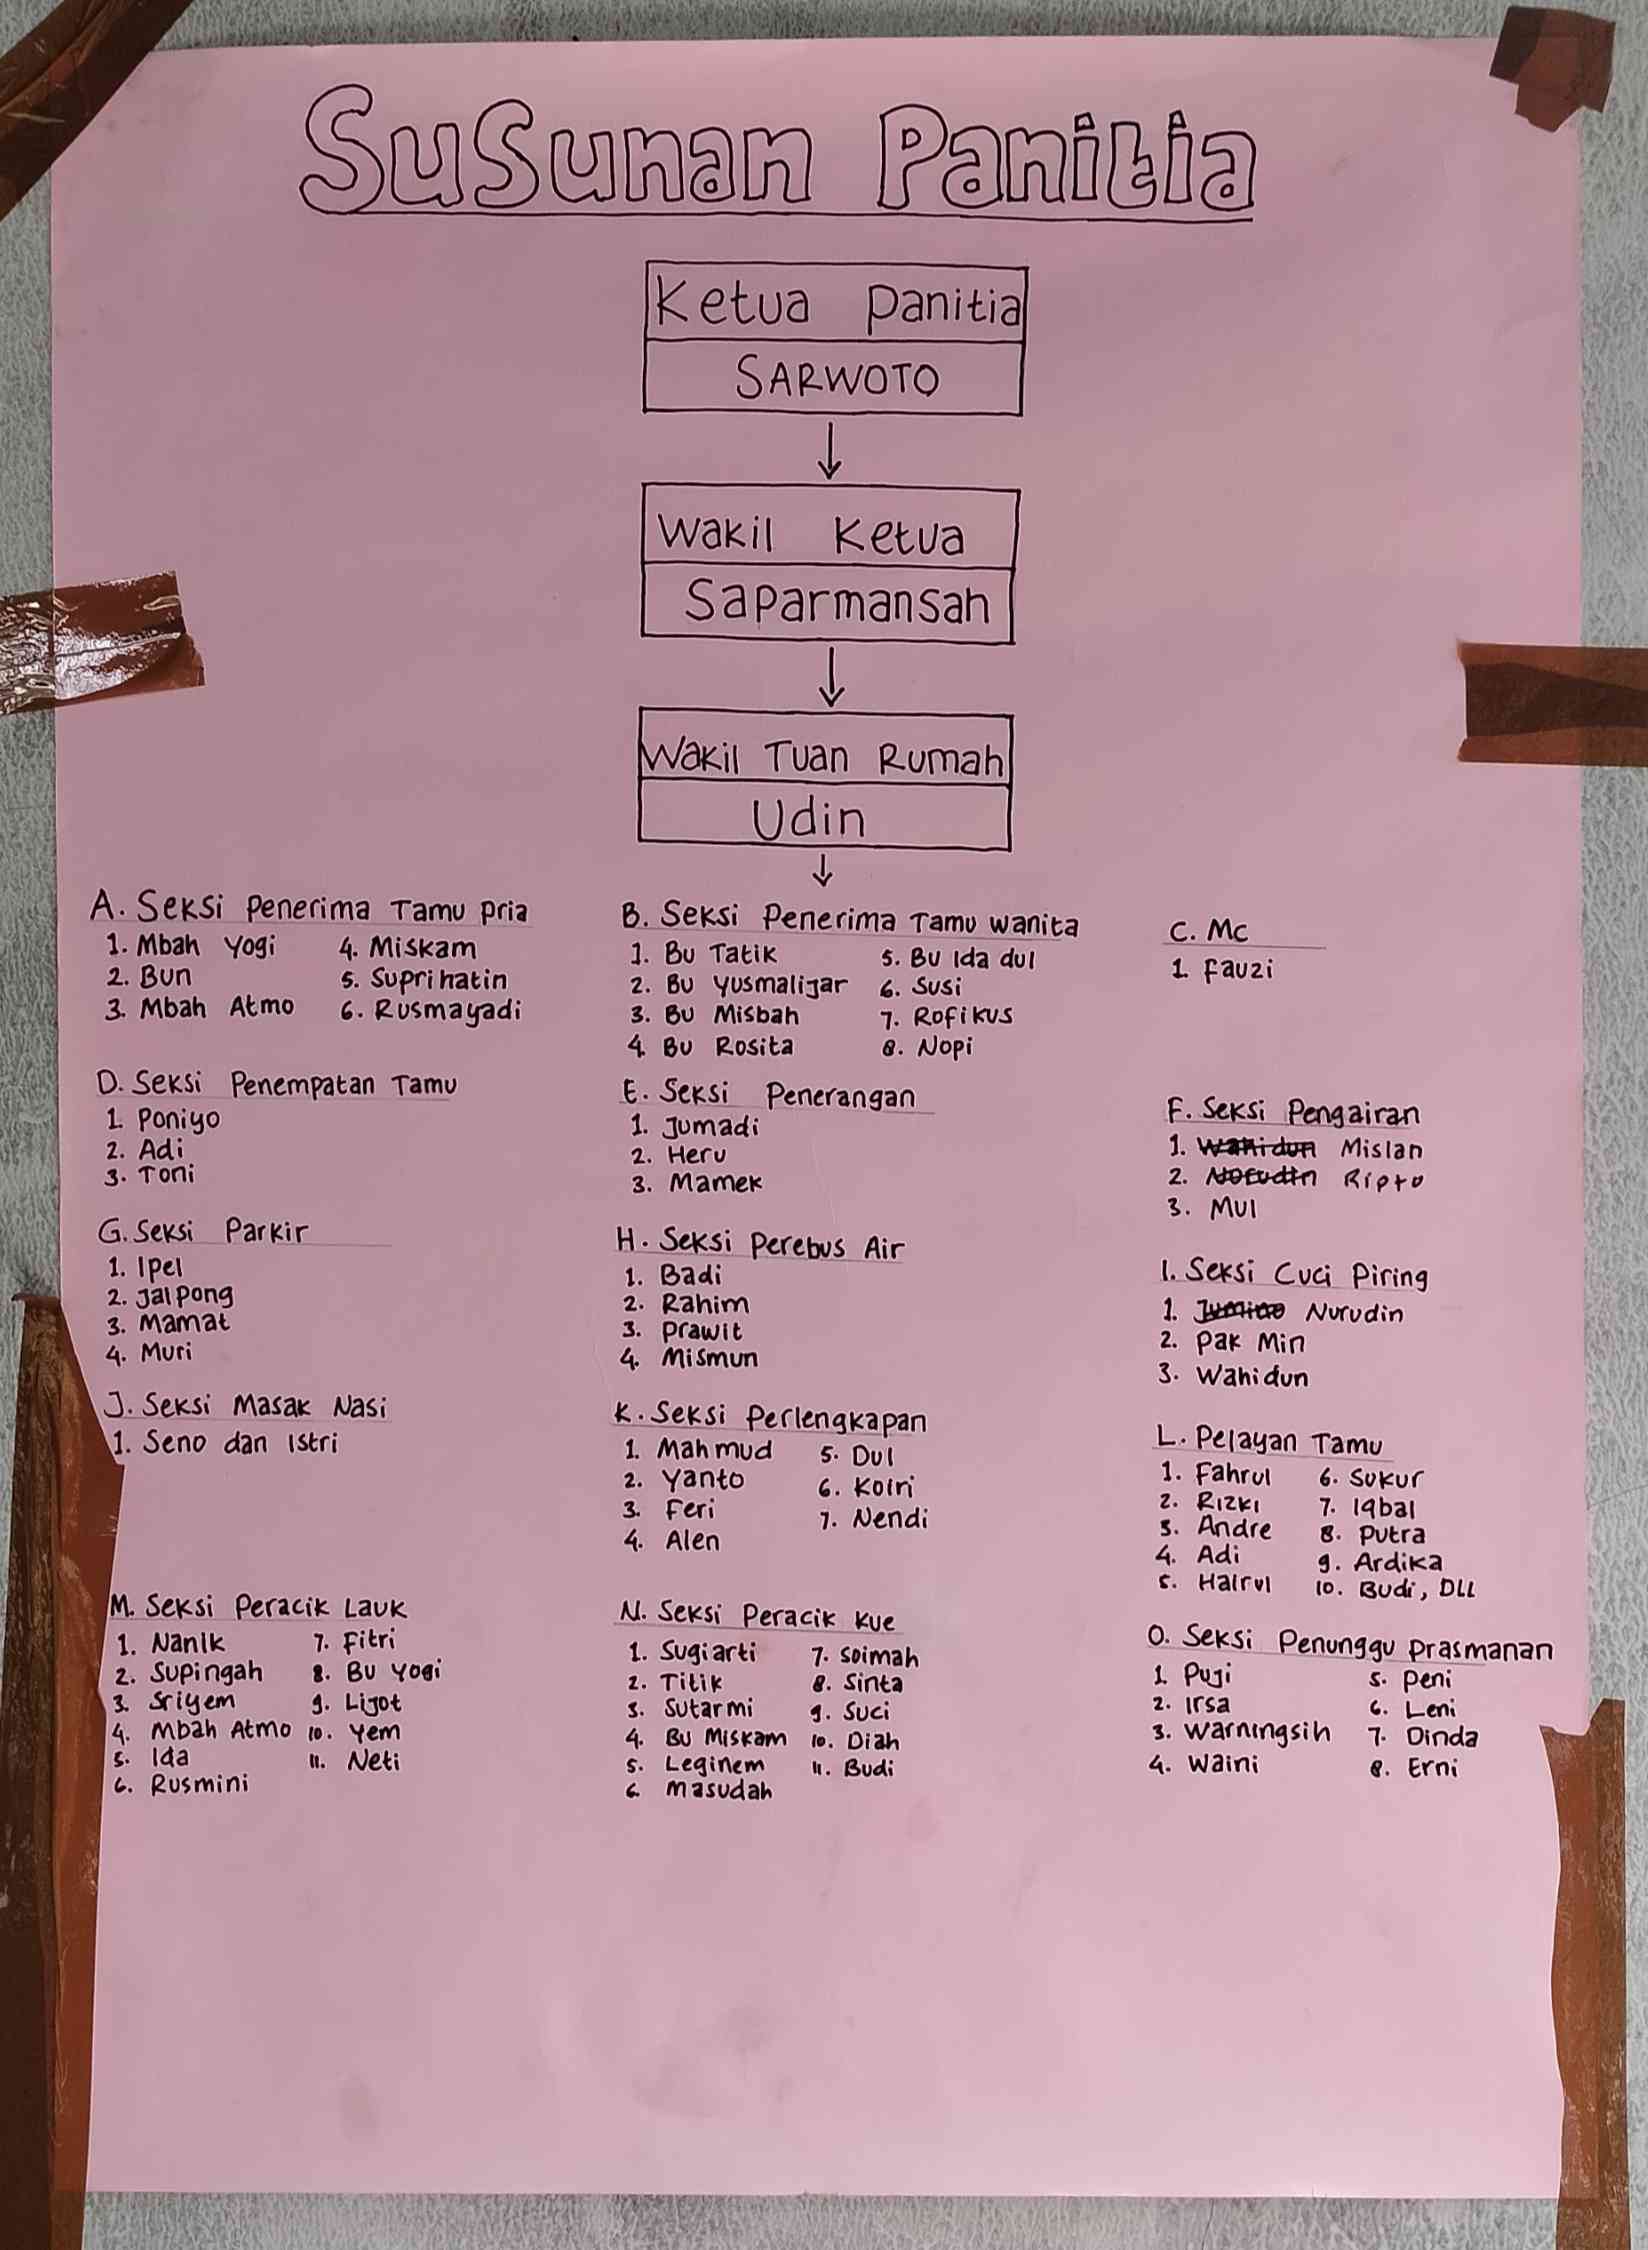 Susunan Panitia
Ketua Panitia
SARWOTO
Wakil Ketua
Saparmansah
Wakil Tuan Rumah
Udin
A. Seksi Penerima Tamu Pria
1. Mbah Yogi 4. Miskam
2. Bun 5. Suprihatin
3. Mbah Atmo 6. Rusmayadi
B. Seksi Penerima Tamu Wanita
1. Bu Tatik 5. Bu Ida dul
2. Bu Yusmalijar 6. Susi
3. Bu Misbah 7. Rofikus
4. Bu Rosita 8. Nopi
C. Mc
1. Fauzi
D. Seksi Penempatan Tamu
1. Poniyo
2. Adi
3. Toni
E. Seksi Penerangan
1. Jumadi
2. Heru
3. Mamek
F. Seksi Pengairan
1. Wahidun Mislan
2. Norudin Ripto
3. Mul
G. Seksi Parkir
1. Ipel
2. Jaipong
3. Mamat
4. Muri
H. Seksi Perebus Air
1. Badi
2. Rahim
3. Prawit
4. Mismun
I. Seksi Cuci Piring
1. Nurudin
2. Pak Min
3. Wahidun
J. Seksi Masak Nasi
1. Seno dan Istri
K. Seksi Perlengkapan
1. Mahmud 5. Dul
2. Yanto 6. Koiri
3. Feri 7. Nendi
4. Alen
L. Pelayan Tamu
1. Fahrul 6. Sukur
2. Rizki 7. Iqbal
3. Andre 8. Putra
4. Adi 9. Ardika
5. Hairul 10. Budi, DLL
M. Seksi Peracik Lauk
1. Nanik 7. Fitri
2. Supingah 8. Bu Yogi
3. Sriyem 9. Lijot
4. Mbah Atmo 10. Yem
5. Ida 11. Neti
6. Rusmini
N. Seksi Peracik Kue
1. Sugiarti 7. Soimah
2. Titik 8. Sinta
3. Sutarmi 9. Suci
4. Bu Miskam 10. Diah
5. Leginem 11. Budi
6. Masudah
O. Seksi Penunggu Prasmanan
1. Puji 5. Peni
2. Irsa 6. Leni
3. Warningsih 7. Dinda
4. Waini 8. Erni